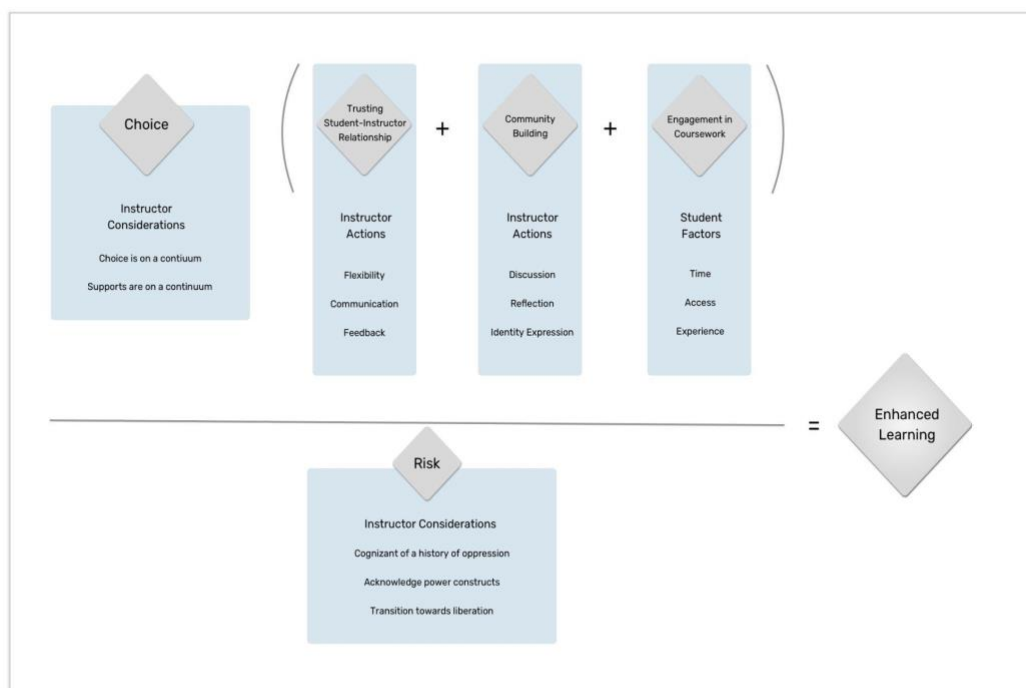 Choice
Instructor
Considerations
Choice is on a contiuum
Supports are on a continuum
(
Trusting
Student-Instructor
Relationship
Instructor
Actions
Flexibility
Communication
Feedback
+
Community
Building
Instructor
Actions
Discussion
Reflection
Identity Expression
+
Engagement in
Coursework
Student
Factors
Time
Access
Experience
)
Risk
Instructor Considerations
Cognizant of a history of oppression
Acknowledge power constructs
Transition towards liberation
=
Enhanced
Learning